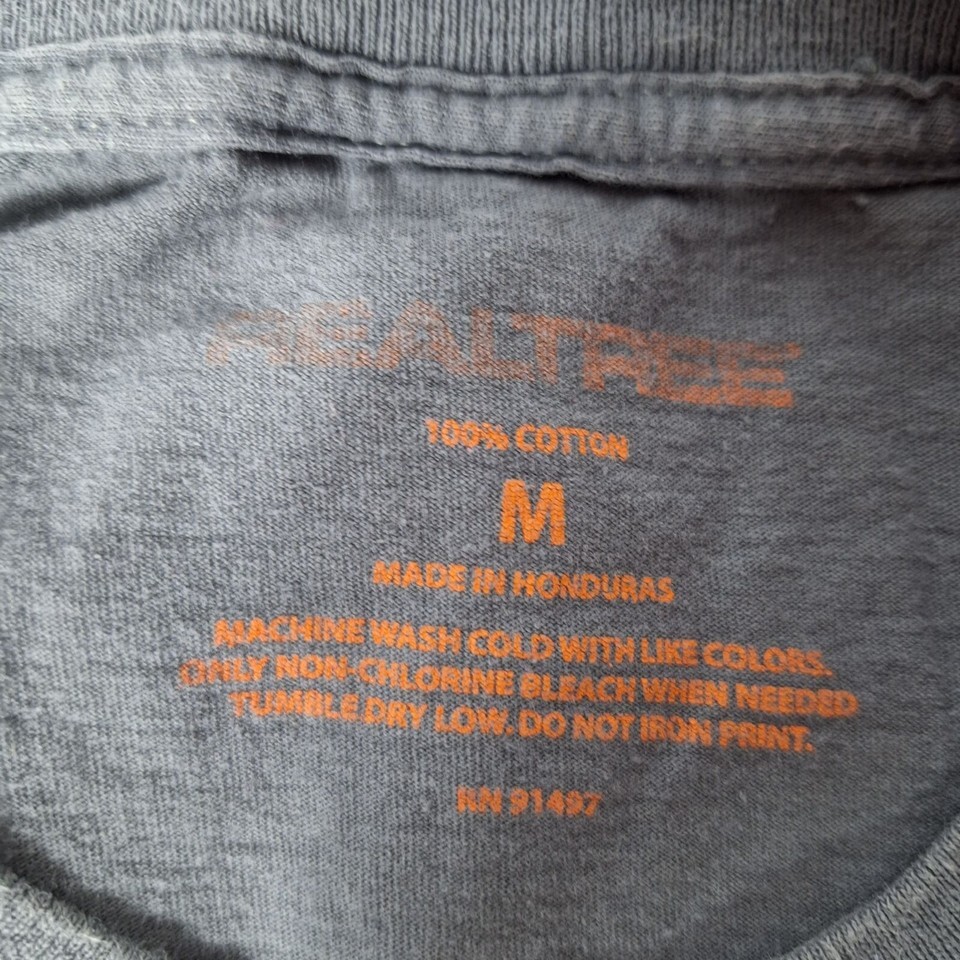 REALTREE
100% COTTON
M
MADE IN HONDURAS
MACHINE WASH COLD WITH LIKE COLORS.
ONLY NON-CHLORINE BLEACH WHEN NEEDED
TUMBLE DRY LOW. DO NOT IRON PRINT.
RN 91497